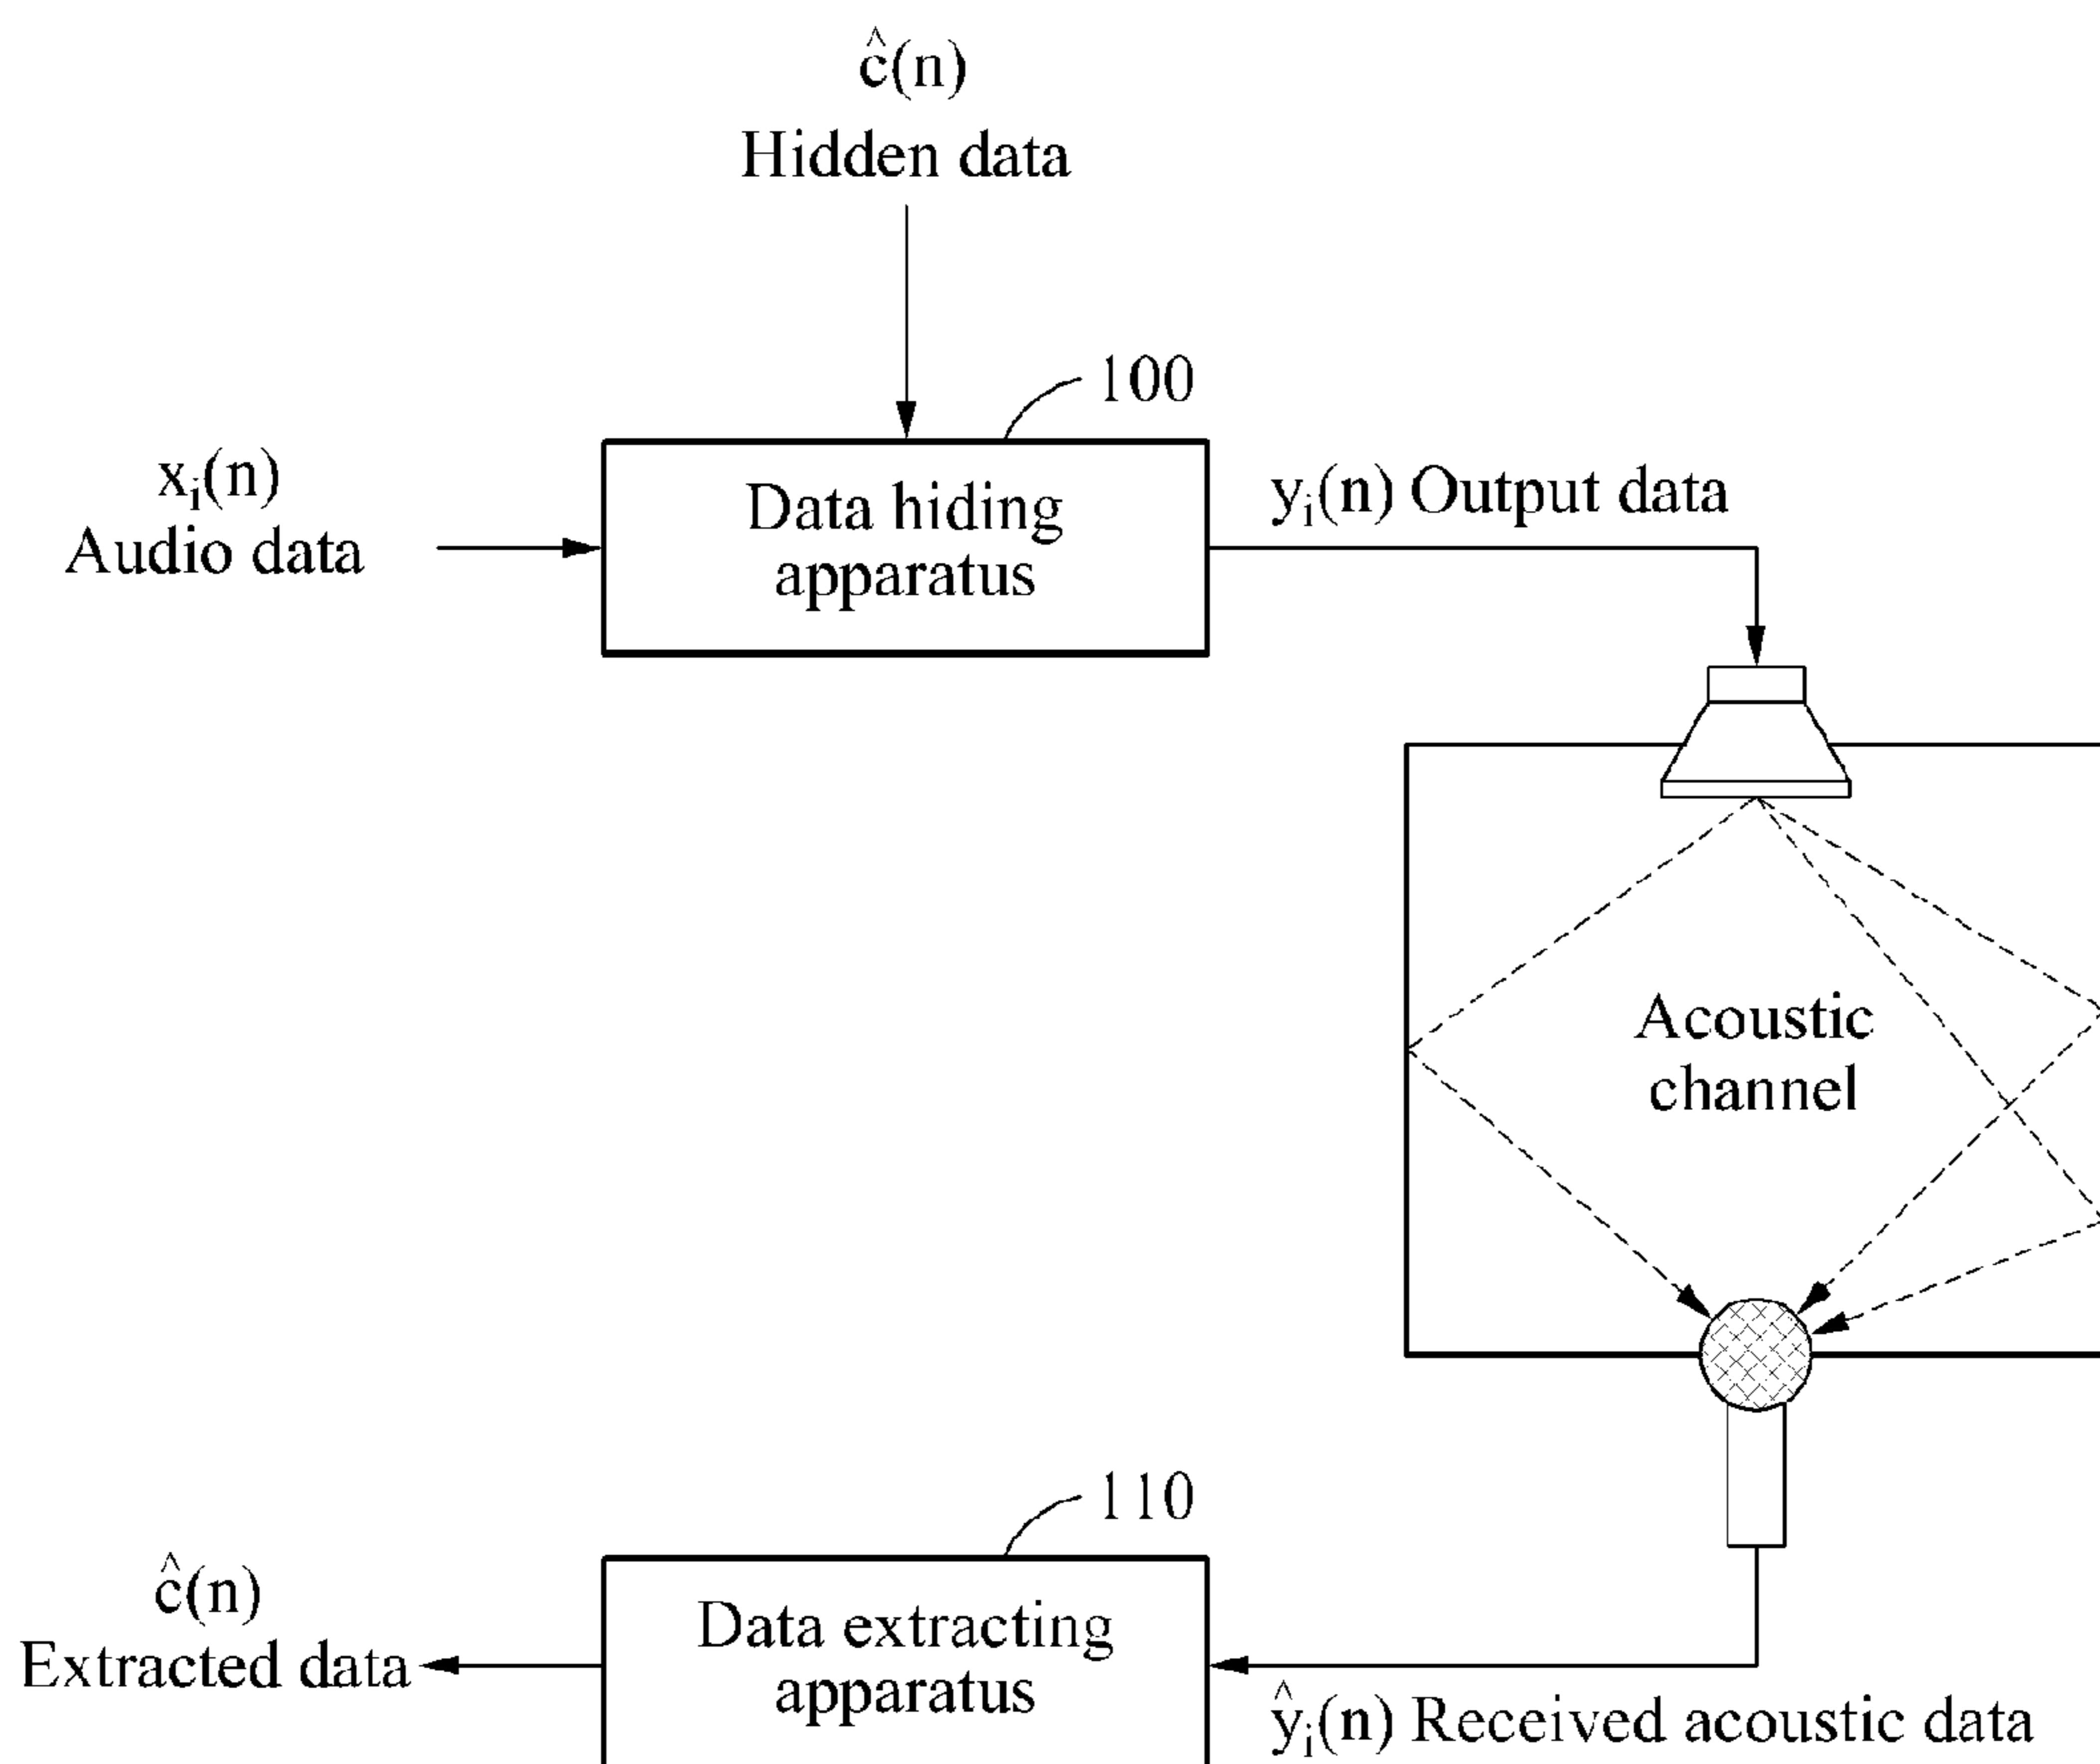 ĉ(n)
Hidden data
100
xᵢ(n)
Audio data
Data hiding
apparatus
yᵢ(n) Output data
Acoustic
channel
110
ĉ(n)
Extracted data
Data extracting
apparatus
ŷᵢ(n) Received acoustic data